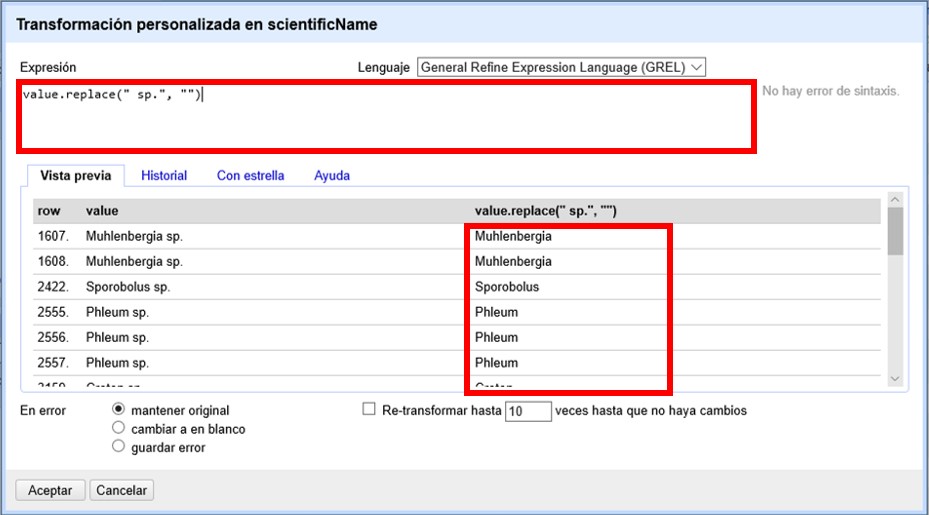 Transformación personalizada en scientificName
Expresión Lenguaje General Refine Expression Language (GREL)
value.replace(" sp.", "") No hay error de sintaxis.
Vista previa Historial Con estrella Ayuda
row value value.replace(" sp.", "")
1607. Muhlenbergia sp. Muhlenbergia
1608. Muhlenbergia sp. Muhlenbergia
2422. Sporobolus sp. Sporobolus
2555. Phleum sp. Phleum
2556. Phleum sp. Phleum
2557. Phleum sp. Phleum
En error mantener original Re-transformar hasta 10 veces hasta que no haya cambios
cambiar a en blanco
guardar error
Aceptar Cancelar